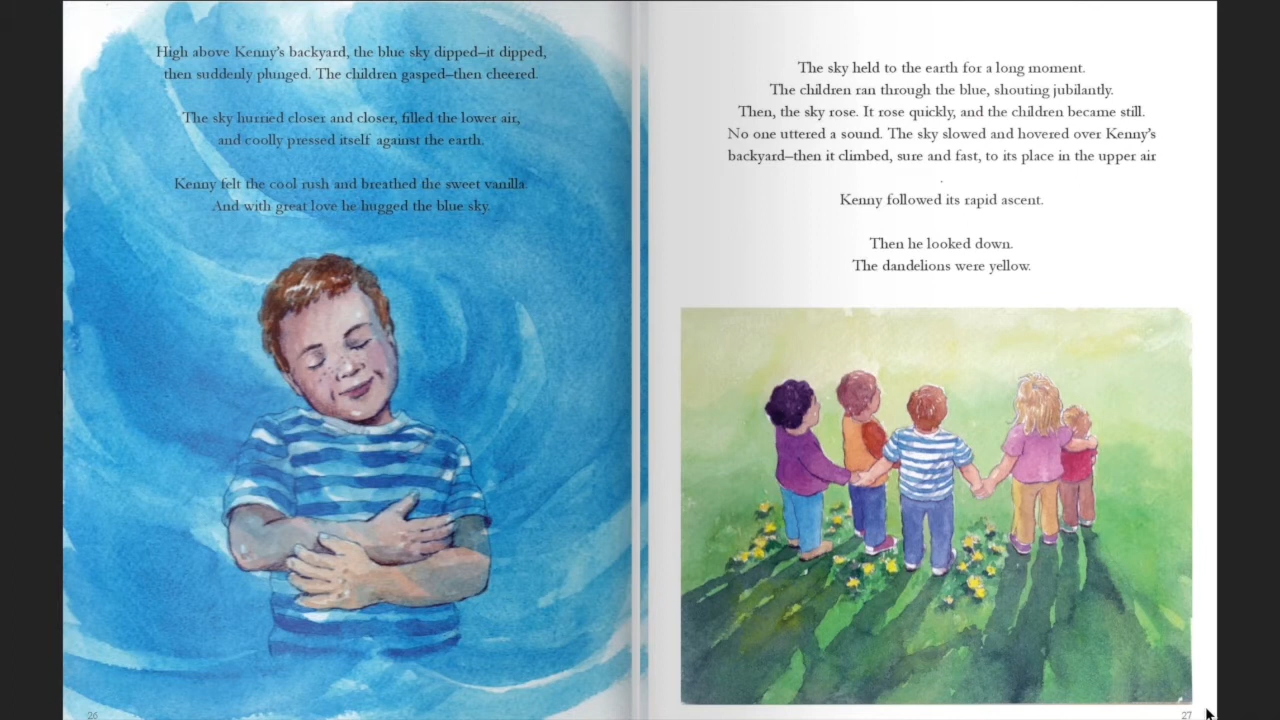 High above Kenny's backyard, the blue sky dipped–it dipped,
then suddenly plunged. The children gasped–then cheered.
The sky hurried closer and closer, filled the lower air,
and coolly pressed itself against the earth.
Kenny felt the cool rush and breathed the sweet vanilla.
And with great love he hugged the blue sky.
26
The sky held to the earth for a long moment.
The children ran through the blue, shouting jubilantly.
Then, the sky rose. It rose quickly, and the children became still.
No one uttered a sound. The sky slowed and hovered over Kenny's
backyard–then it climbed, sure and fast, to its place in the upper air
.
Kenny followed its rapid ascent.
Then he looked down.
The dandelions were yellow.
27